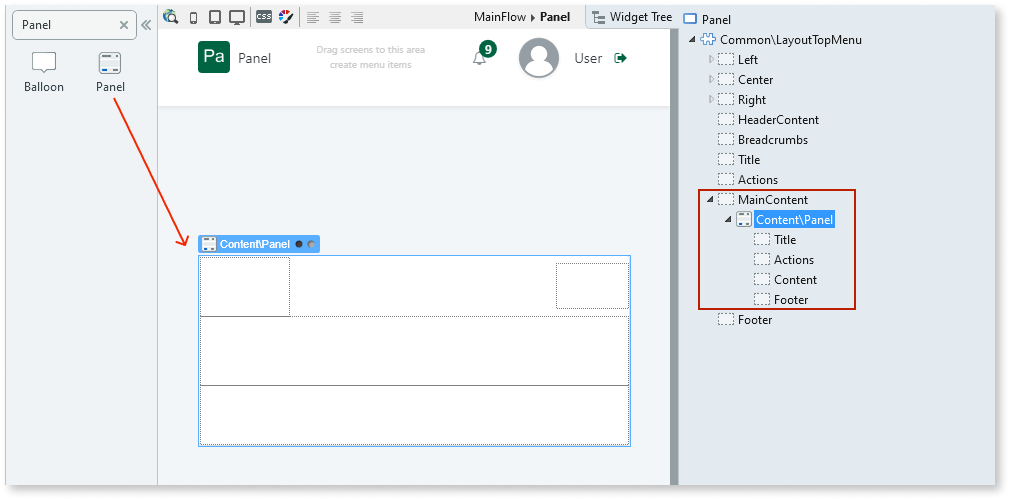 Panel
Balloon
Panel
CSS
MainFlow Panel
Widget Tree
Pa
Panel
Drag screens to this area
create menu items
9
User
Content\Panel
Panel
Common\LayoutTopMenu
Left
Center
Right
HeaderContent
Breadcrumbs
Title
Actions
MainContent
Content\Panel
Title
Actions
Content
Footer
Footer